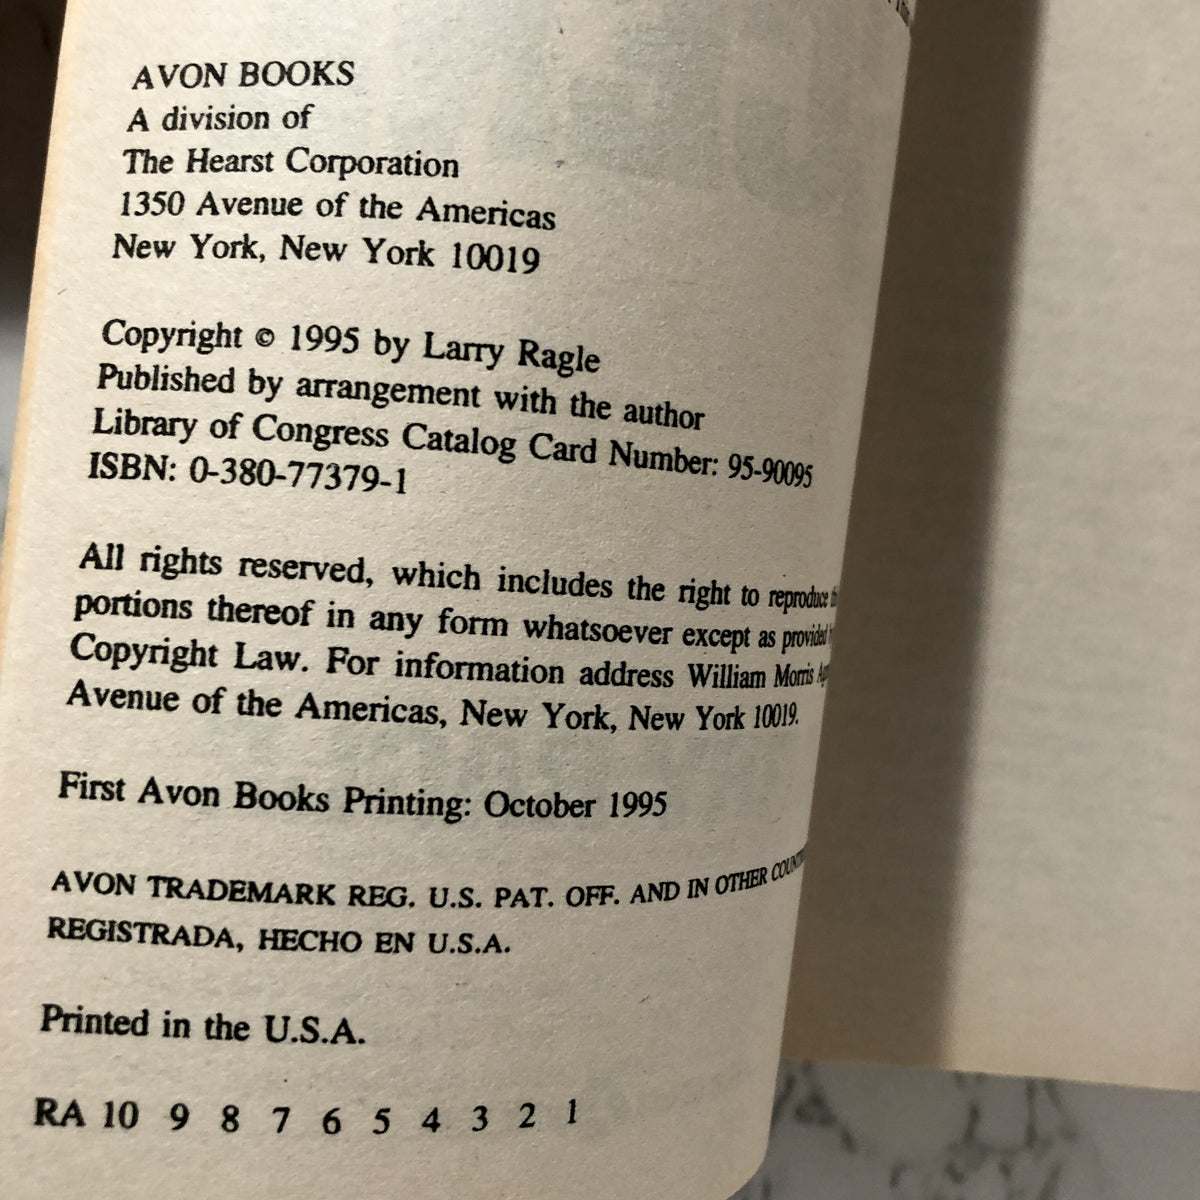 AVON BOOKS
A division of
The Hearst Corporation
1350 Avenue of the Americas
New York, New York 10019
Copyright © 1995 by Larry Ragle
Published by arrangement with the author
Library of Congress Catalog Card Number: 95-90095
ISBN: 0-380-77379-1
All rights reserved, which includes the right to reproduce
portions thereof in any form whatsoever except as provided
Copyright Law. For information address William Morris
Avenue of the Americas, New York, New York 10019.
First Avon Books Printing: October 1995
AVON TRADEMARK REG. U.S. PAT. OFF. AND IN OTHER
REGISTRADA, HECHO EN U.S.A.
Printed in the U.S.A.
RA 10 9 8 7 6 5 4 3 2 1